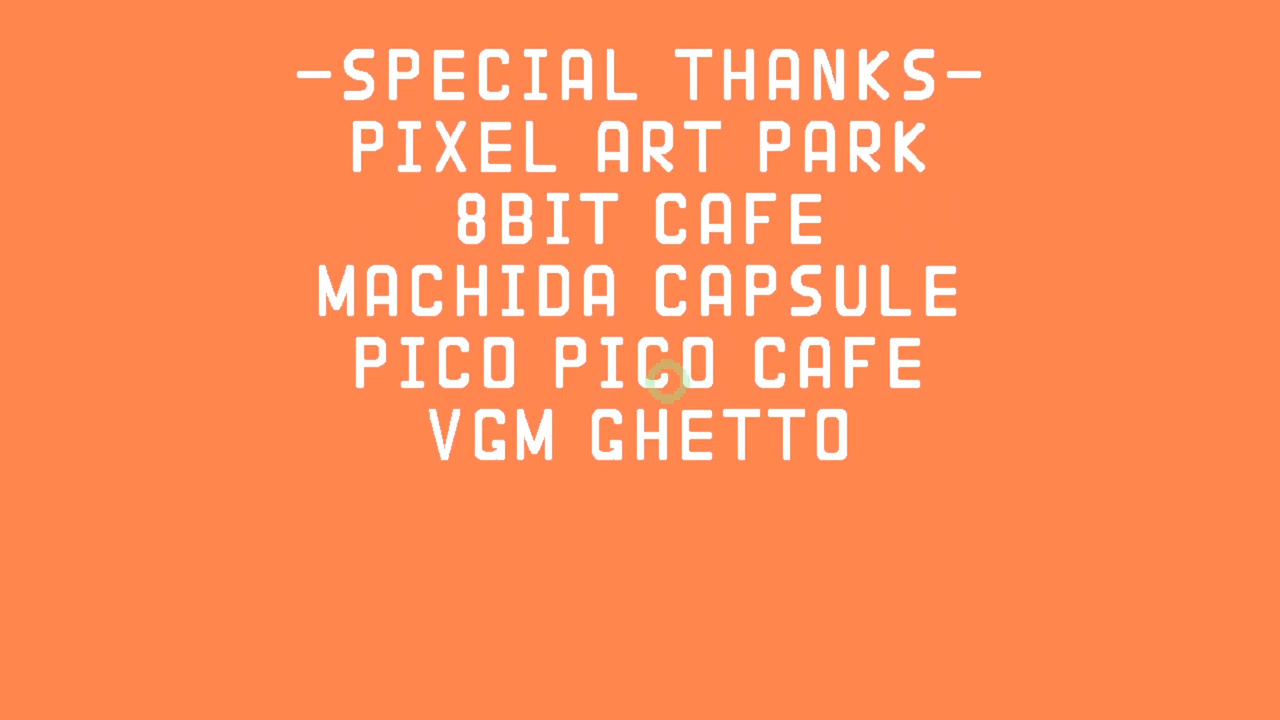 -SPECIAL THANKS-
PIXEL ART PARK
8BIT CAFE
MACHIDA CAPSULE
PICO PICO CAFE
VGM GHETTO